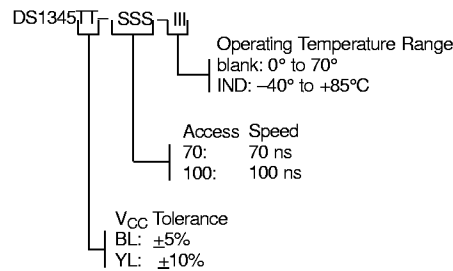 DS1345TT–SSS–III
Operating Temperature Range
blank: 0° to 70°
IND: –40° to +85°C
Access Speed
70: 70 ns
100: 100 ns
VCC Tolerance
BL: ±5%
YL: ±10%